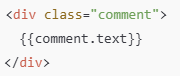 <div class="comment">
  {{comment.text}}
</div>